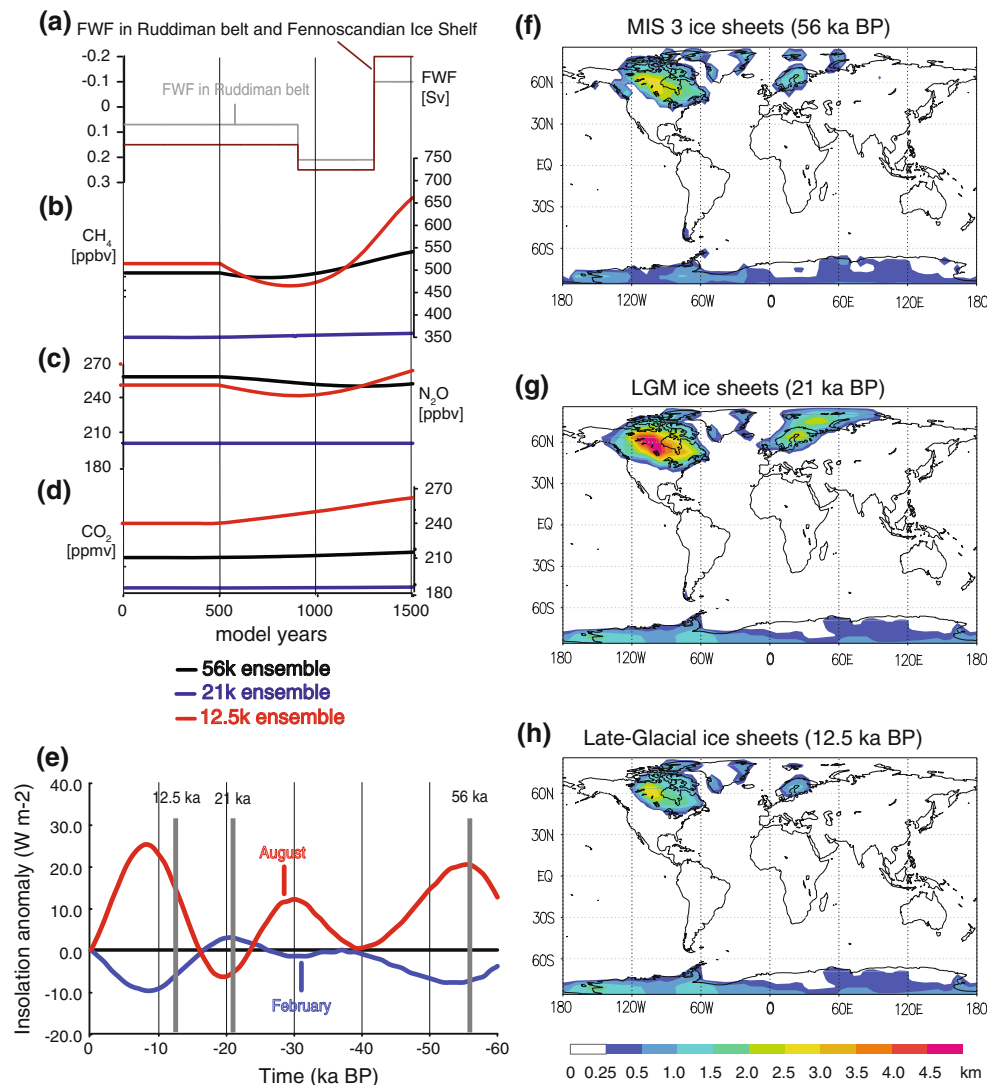 (a)
FWF in Ruddiman belt and Fennoscandian Ice Shelf
-0.2
-0.1
0
0.1
0.2
0.3
FWF in Ruddiman belt
FWF
[Sv]
750
700
650
600
550
500
450
400
350
(b)
CH4
[ppbv]
(c)
270
240
210
180
N2O
[ppbv]
(d)
CO2
[ppmv]
270
240
210
180
0 500 1000 1500
model years
56k ensemble
21k ensemble
12.5k ensemble
(e)
Insolation anomaly (W m-2)
40.0
30.0
20.0
10.0
0.0
-10.0
-20.0
12.5 ka
21 ka
56 ka
August
February
0 -10 -20 -30 -40 -50 -60
Time (ka BP)
(f)
MIS 3 ice sheets (56 ka BP)
60N
30N
EQ
30S
60S
180 120W 60W 0 60E 120E 180
(g)
LGM ice sheets (21 ka BP)
60N
30N
EQ
30S
60S
180 120W 60W 0 60E 120E 180
(h)
Late-Glacial ice sheets (12.5 ka BP)
60N
30N
EQ
30S
60S
180 120W 60W 0 60E 120E 180
0 0.25 0.5 1.0 1.5 2.0 2.5 3.0 3.5 4.0 4.5 km